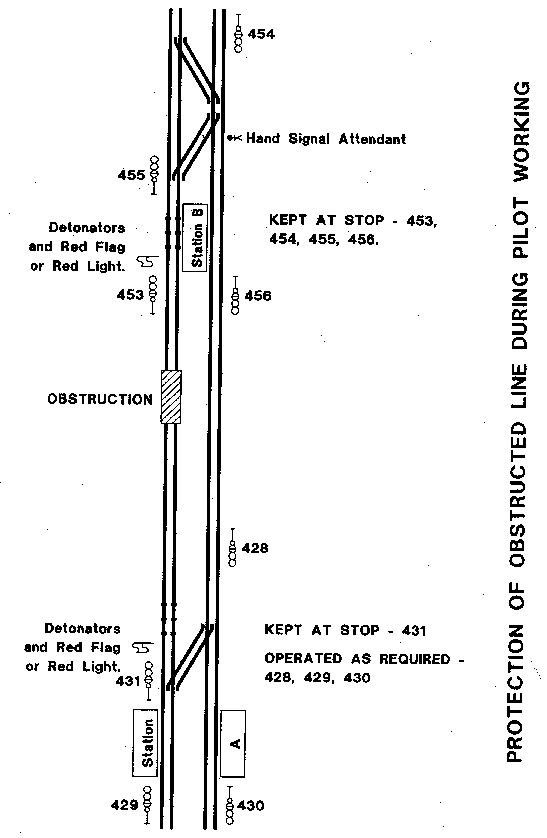 454
Hand Signal Attendant
455
Station B
KEPT AT STOP - 453,
454, 455, 456.
Detonators
and Red Flag
or Red Light.
453
456
OBSTRUCTION
428
Detonators
and Red Flag
or Red Light.
431
KEPT AT STOP - 431
OPERATED AS REQUIRED -
428, 429, 430
Station
A
429
430
PROTECTION OF OBSTRUCTED LINE DURING PILOT WORKING